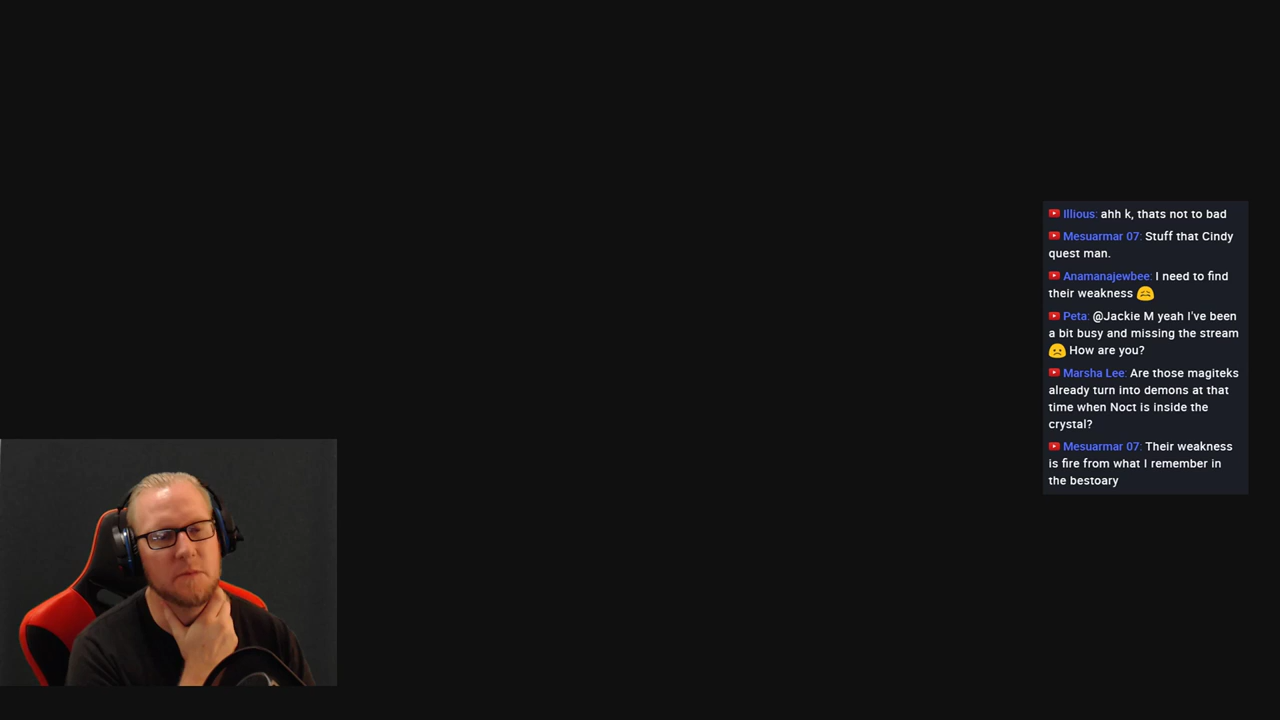 Illious: ahh k, thats not to bad
Mesuarmar 07: Stuff that Cindy
quest man.
Anamanajewbee: I need to find
their weakness
Peta: @Jackie M yeah I've been
a bit busy and missing the stream
How are you?
Marsha Lee: Are those magiteks
already turn into demons at that
time when Noct is inside the
crystal?
Mesuarmar 07: Their weakness
is fire from what I remember in
the bestoary